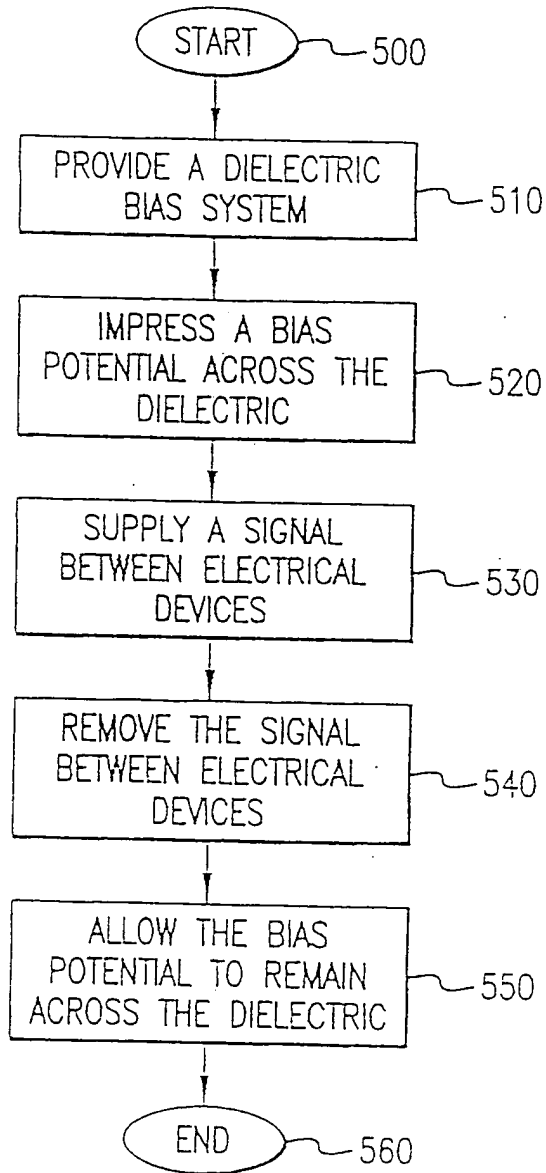 START
500
PROVIDE A DIELECTRIC
BIAS SYSTEM
510
IMPRESS A BIAS
POTENTIAL ACROSS THE
DIELECTRIC
520
SUPPLY A SIGNAL
BETWEEN ELECTRICAL
DEVICES
530
REMOVE THE SIGNAL
BETWEEN ELECTRICAL
DEVICES
540
ALLOW THE BIAS
POTENTIAL TO REMAIN
ACROSS THE DIELECTRIC
550
END
560